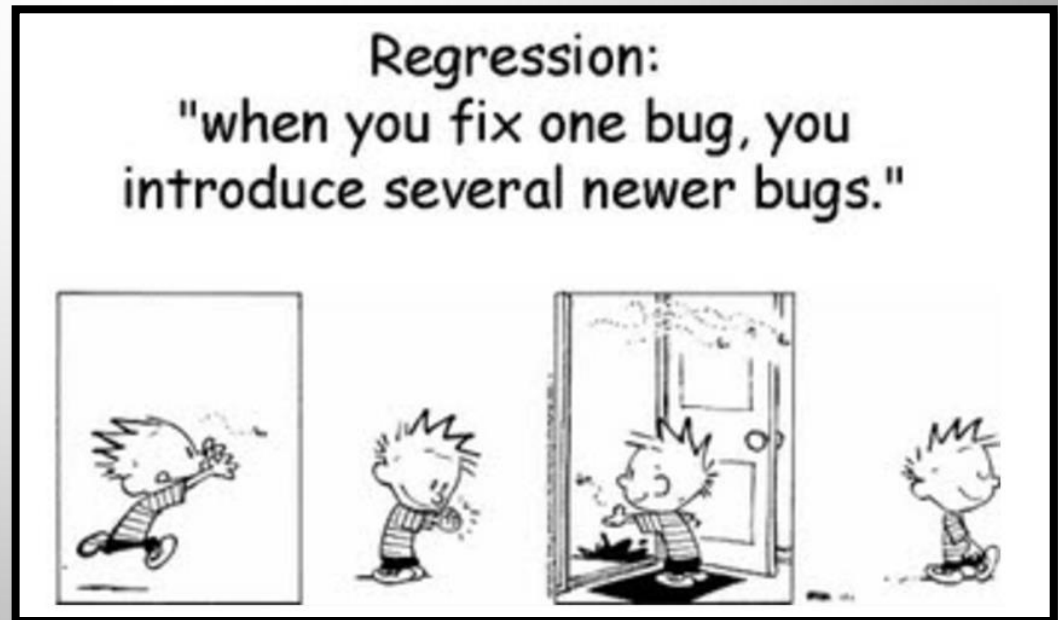 Regression:
"when you fix one bug, you
introduce several newer bugs."